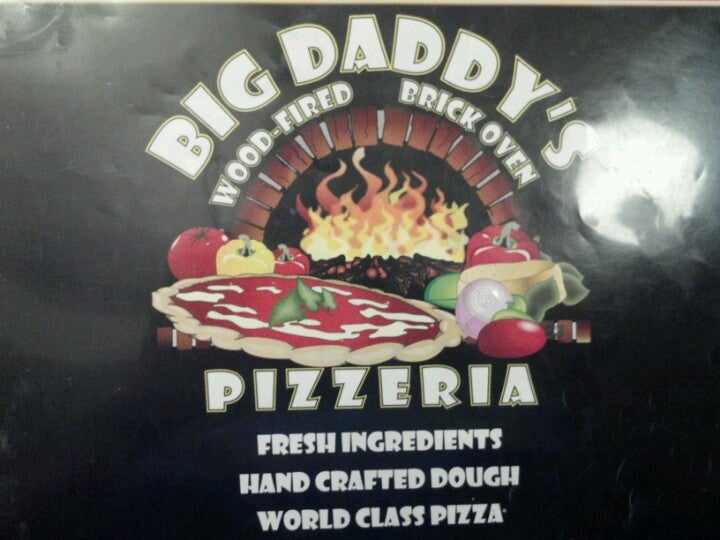 BIG DADDY'S
WOOD-FIRED BRICK OVEN
PIZZERIA
FRESH INGREDIENTS
HAND CRAFTED DOUGH
WORLD CLASS PIZZA